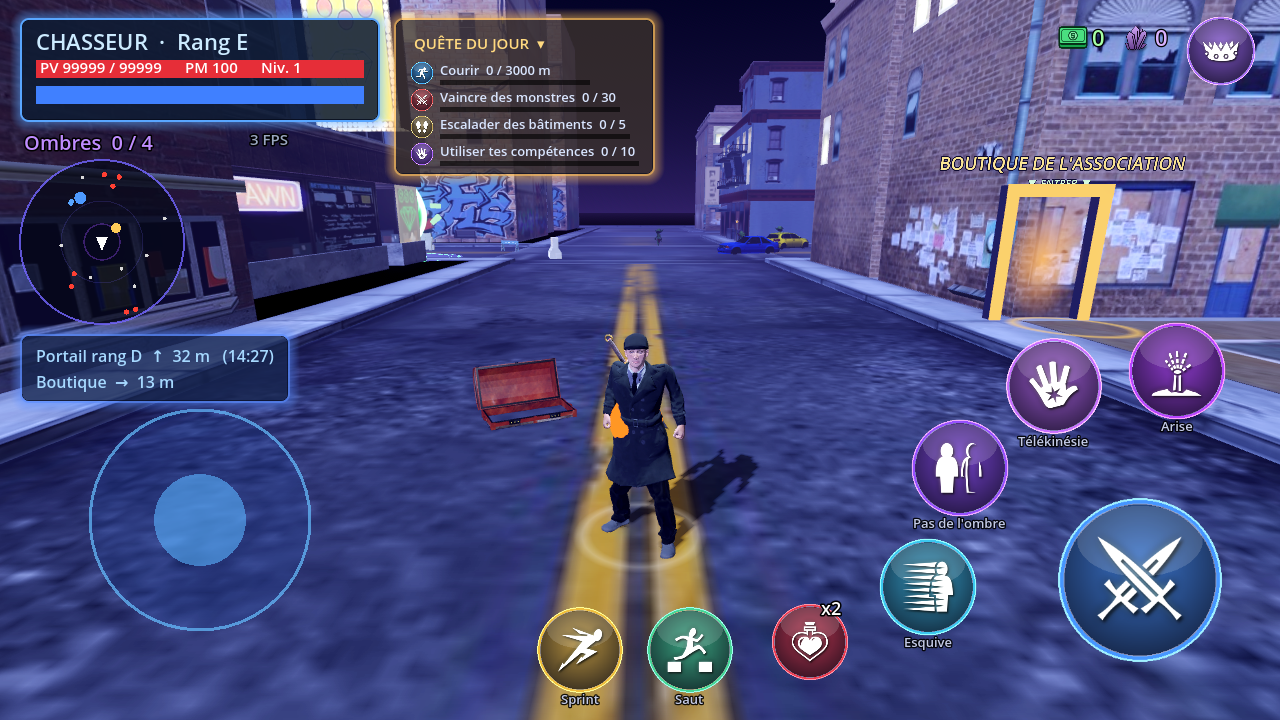 CHASSEUR · Rang E
PV 99999 / 99999 PM 100 Niv. 1
QUÊTE DU JOUR ▼
Courir 0 / 3000 m
Vaincre des monstres 0 / 30
Escalader des bâtiments 0 / 5
Utiliser tes compétences 0 / 10
0 0
Ombres 0 / 4
3 FPS
AWN
BOUTIQUE DE L'ASSOCIATION
▼ ENTRER ▼
Portail rang D ↑ 32 m (14:27)
Boutique → 13 m
Télékinésie
Arise
Pas de l'ombre
Esquive
x2
Sprint
Saut